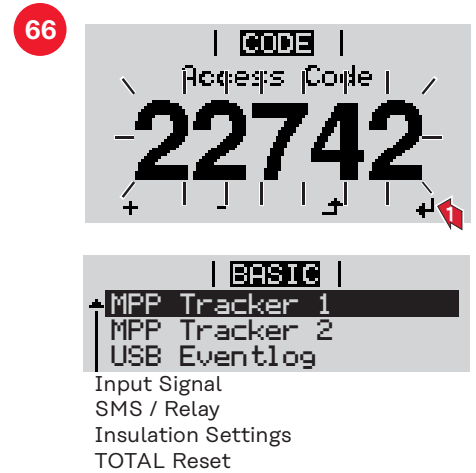 66
CODE
Access Code
22742
+ - ↵
1
BASIC
MPP Tracker 1
MPP Tracker 2
USB Eventlog
Input Signal
SMS / Relay
Insulation Settings
TOTAL Reset